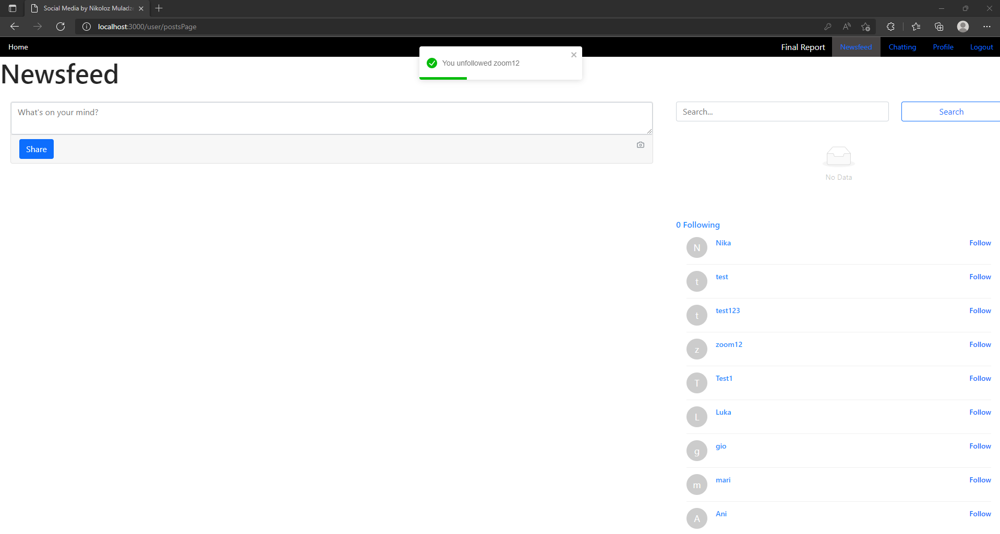 Social Media by Nikoloz Muladze
localhost:3000/user/postsPage
Home
Final Report
Newsfeed
Chatting
Profile
Logout
You unfollowed zoom12
Newsfeed
What's on your mind?
Share
Search...
Search
No Data
0 Following
N
Nika
Follow
t
test
Follow
t
test123
Follow
z
zoom12
Follow
T
Test1
Follow
L
Luka
Follow
g
gio
Follow
m
mari
Follow
A
Ani
Follow